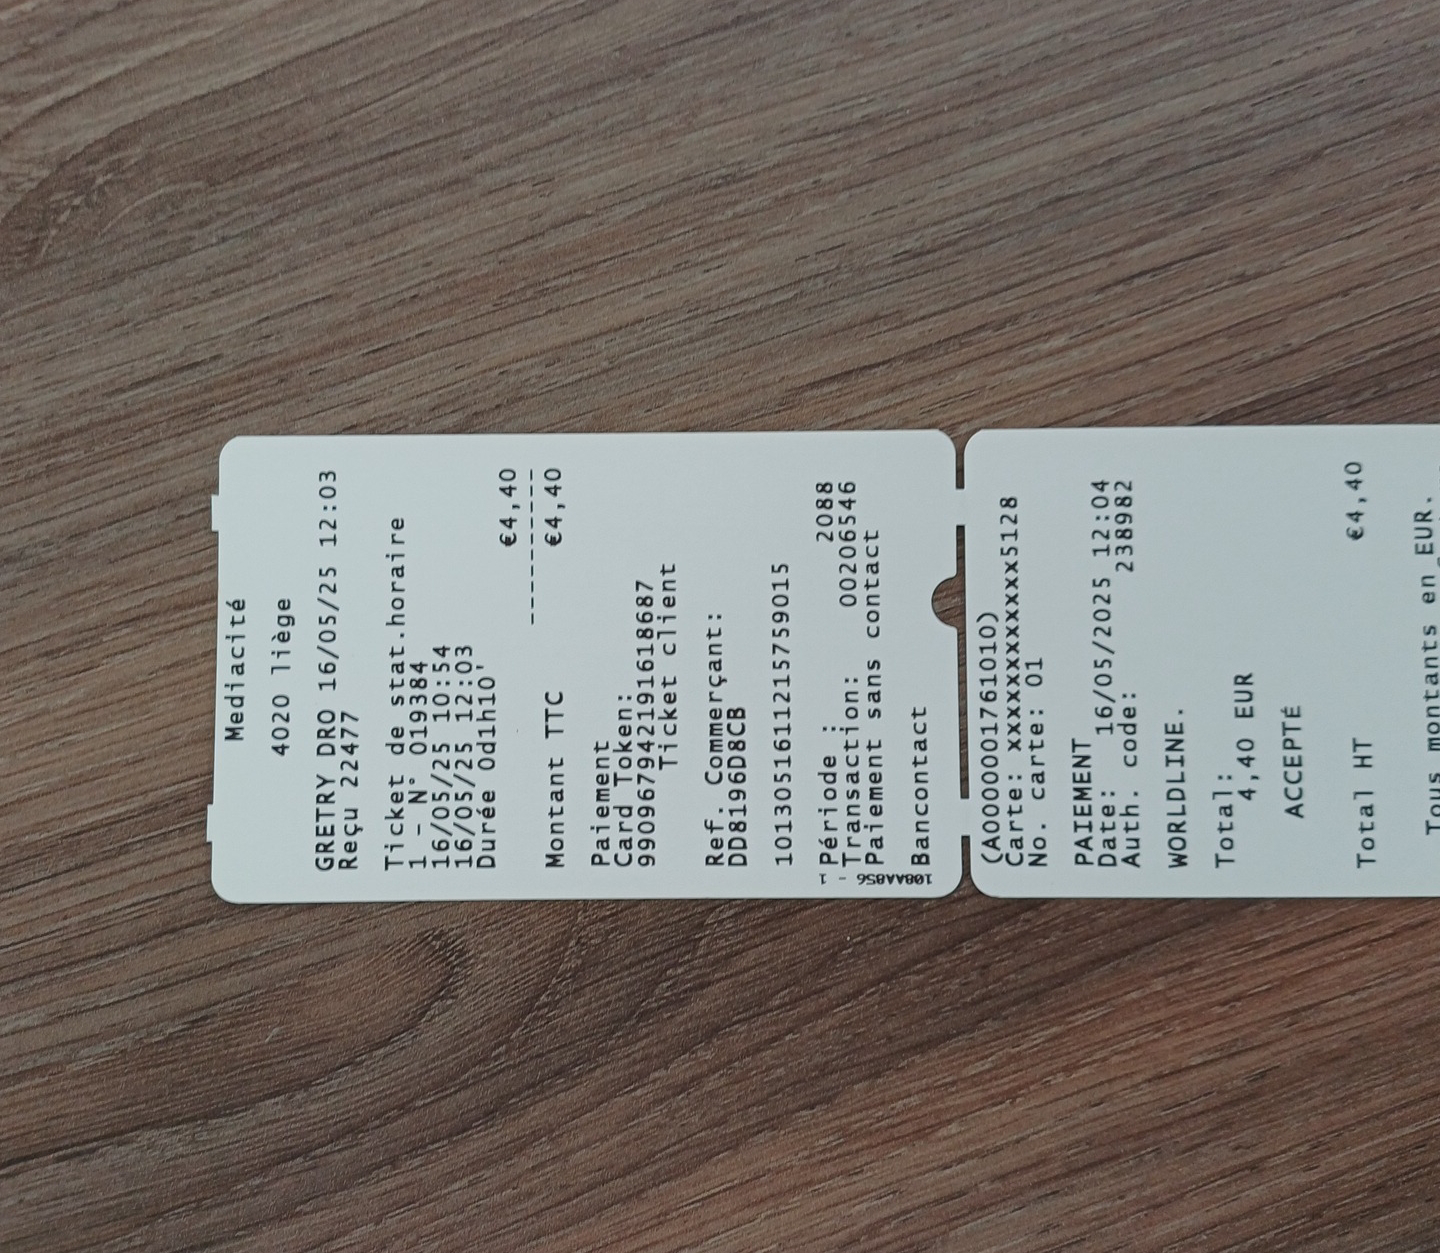 Mediacité
4020 liège
GRETRY DRO 16/05/25 12:03
Reçu 22477
Ticket de stat.horaire
1 - N° 019384
16/05/25 10:54
16/05/25 12:03
Durée 0d1h10'
€4,40
----------
Montant TTC €4,40
Paiement
Card Token:
9909679421918618687
Ticket client
Ref. Commerçant:
DD8196D8CB
10130516112157590​15
Période : 2088
Transaction: 00206546
Paiement sans contact
Bancontact
108AA856 - 1
(A0000001761010)
Carte: xxxxxxxxxxxxxxx5128
No. carte: 01
PAIEMENT
Date: 16/05/2025 12:04
Auth. code: 238982
WORLDLINE.
Total:
4,40 EUR
ACCEPTÉ
Total HT €4,40
Tous montants en EUR.